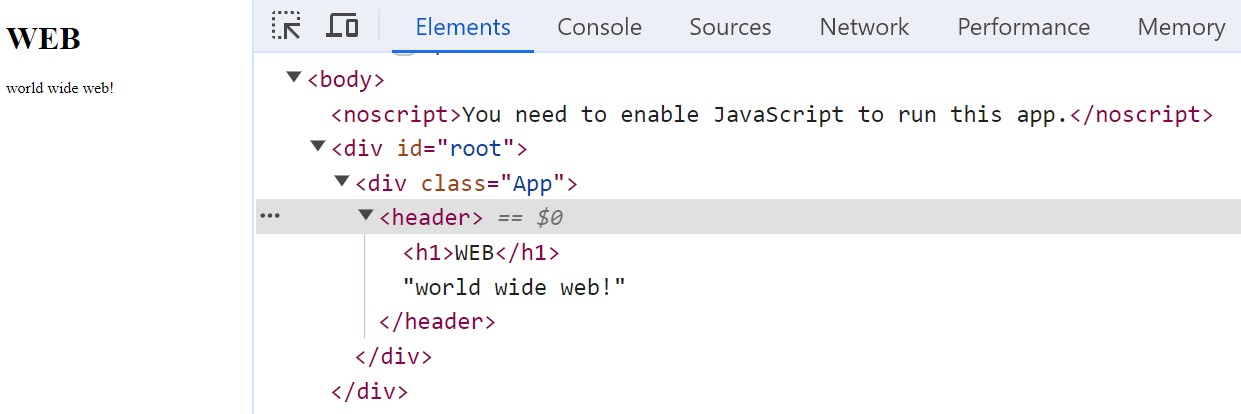 WEB
world wide web!
Elements Console Sources Network Performance Memory
<body>
<noscript>You need to enable JavaScript to run this app.</noscript>
<div id="root">
<div class="App">
<header> == $0
<h1>WEB</h1>
"world wide web!"
</header>
</div>
</div>